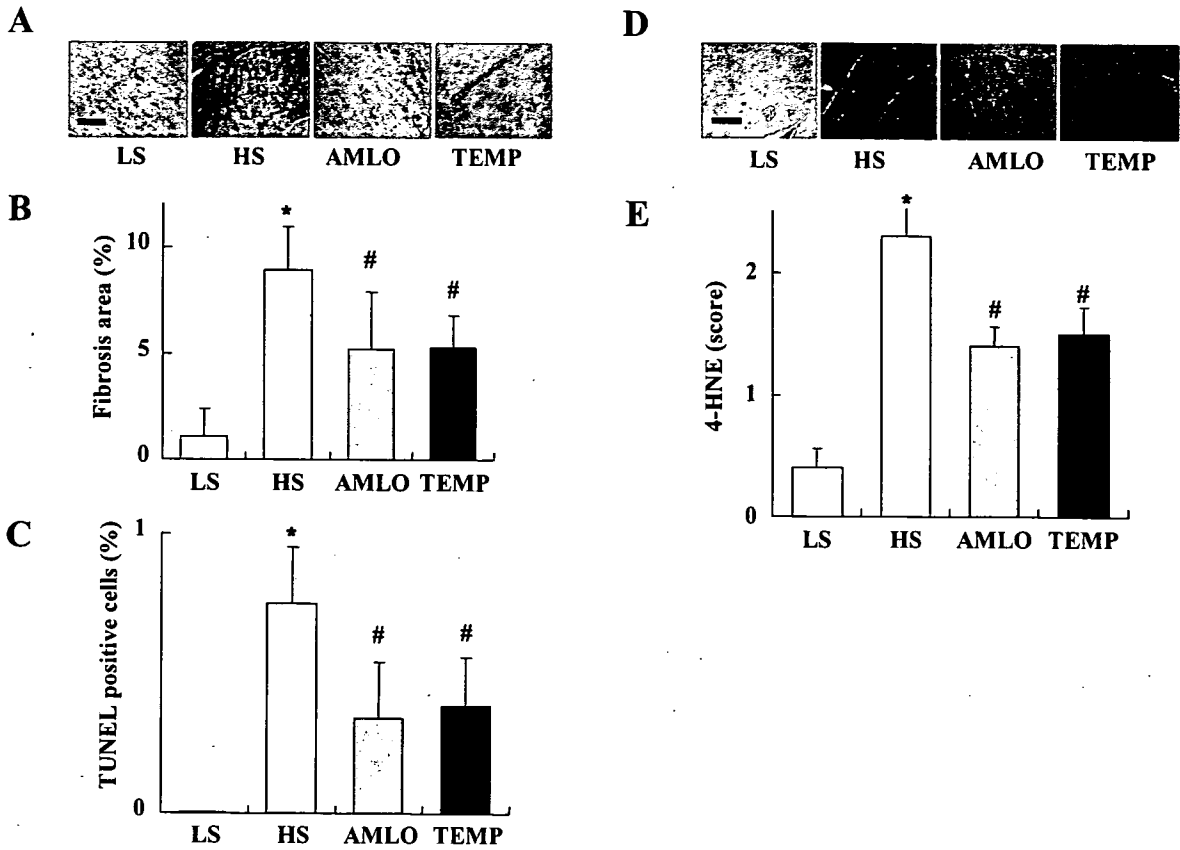 A
LS HS AMLO TEMP
B
Fibrosis area (%)
10
5
0
* # #
LS HS AMLO TEMP
C
TUNEL positive cells (%)
1
0
* # #
LS HS AMLO TEMP
D
LS HS AMLO TEMP
E
4-HNE (score)
2
1
0
* # #
LS HS AMLO TEMP